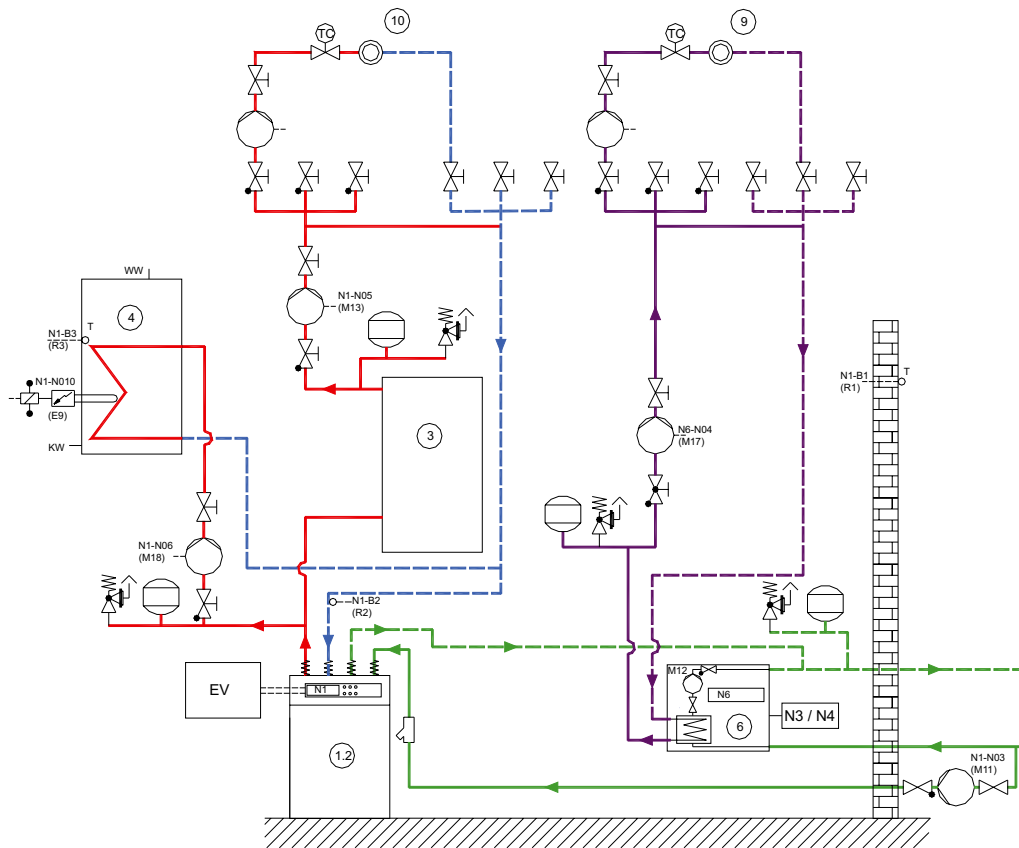 10
9
TC
TC
WW
4
N1-B3
(R3)
T
N1-N010
(E9)
KW
N1-N05
(M13)
3
N1-B1
(R1)
T
N6-N04
(M17)
N1-N06
(M18)
N1-B2
(R2)
EV
N1
1.2
M12
N6
6
N3 / N4
N1-N03
(M11)